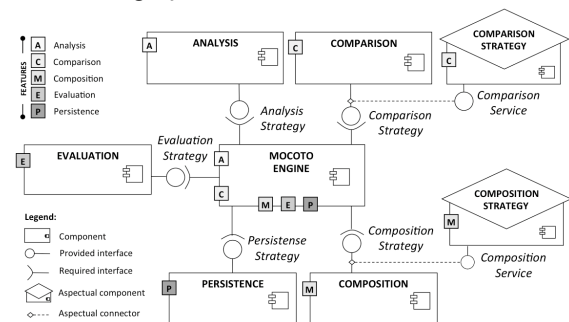 FEATURES
A Analysis
C Comparison
M Composition
E Evaluation
P Persistence
A ANALYSIS
C COMPARISON
COMPARISON
STRATEGY
C
Analysis
Strategy
Comparison
Strategy
Comparison
Service
Evaluation
Strategy
E EVALUATION
A MOCOTO
ENGINE
C
M E P
COMPOSITION
STRATEGY
M
Persistense
Strategy
Composition
Strategy
Composition
Service
P PERSISTENCE
M COMPOSITION
Legend:
Component
Provided interface
Required interface
Aspectual component
Aspectual connector